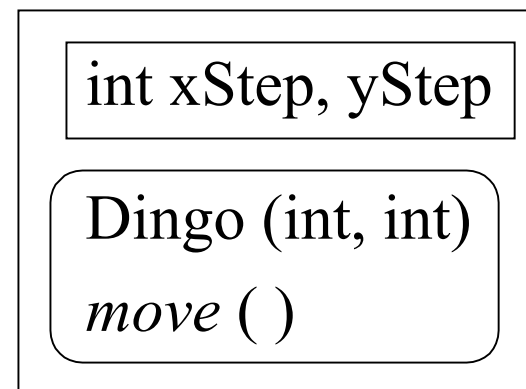 int xStep, yStep
Dingo (int, int)
move ( )